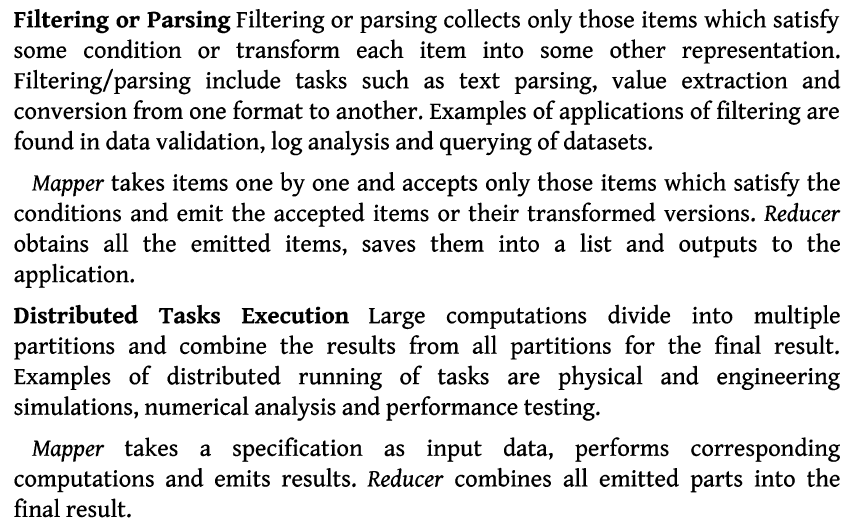 Filtering or Parsing Filtering or parsing collects only those items which satisfy
some condition or transform each item into some other representation.
Filtering/parsing include tasks such as text parsing, value extraction and
conversion from one format to another. Examples of applications of filtering are
found in data validation, log analysis and querying of datasets.
Mapper takes items one by one and accepts only those items which satisfy the
conditions and emit the accepted items or their transformed versions. Reducer
obtains all the emitted items, saves them into a list and outputs to the
application.
Distributed Tasks Execution Large computations divide into multiple
partitions and combine the results from all partitions for the final result.
Examples of distributed running of tasks are physical and engineering
simulations, numerical analysis and performance testing.
Mapper takes a specification as input data, performs corresponding
computations and emits results. Reducer combines all emitted parts into the
final result.